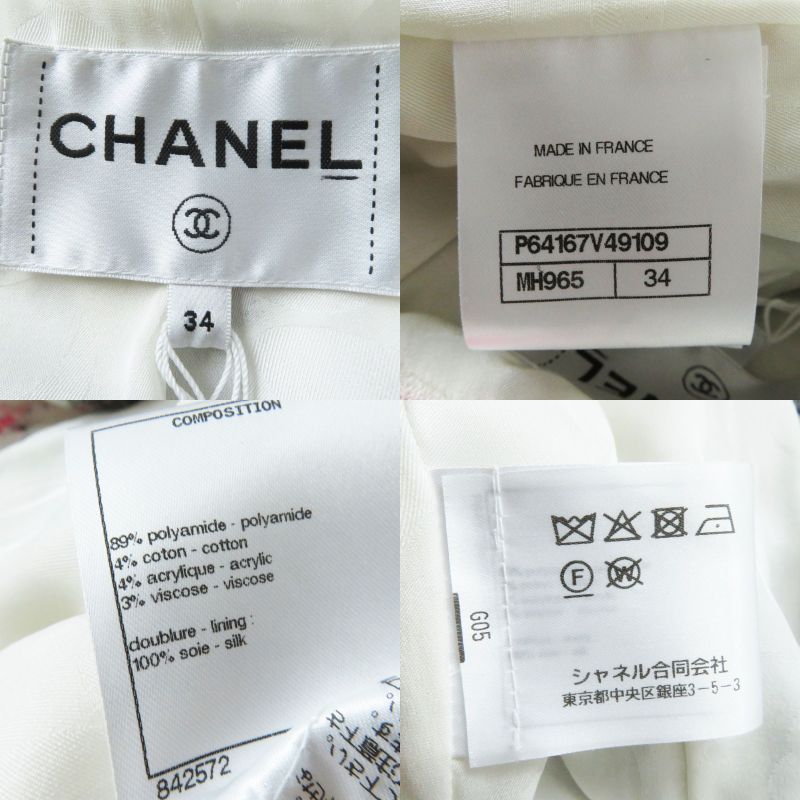 CHANEL
34
MADE IN FRANCE
FABRIQUE EN FRANCE
P64167V49109
MH965 34
CHANEL
COMPOSITION
89% polyamide - polyamide
4% coton - cotton
4% acrylique - acrylic
3% viscose - viscose
doublure - lining :
100% soie - silk
842572
F
W
G05
シャネル合同会社
東京都中央区銀座3-5-3